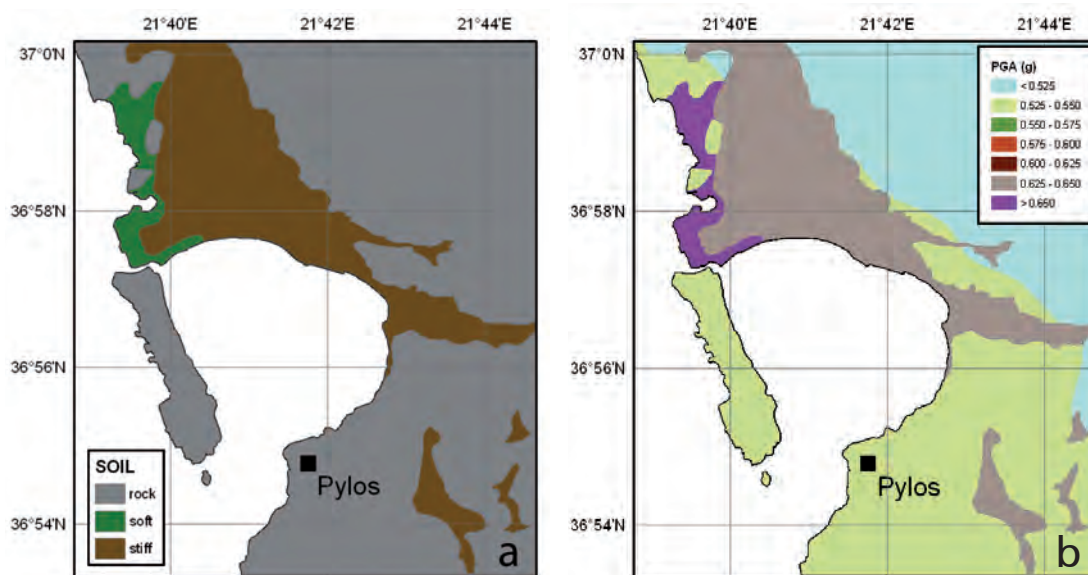 21°40'E 21°42'E 21°44'E
37°01'N
36°58'N
36°56'N
36°54'N
SOIL
rock
soft
stiff
Pylos
a
21°40'E 21°42'E 21°44'E
37°01'N
36°58'N
36°56'N
36°54'N
PGA (g)
< 0.525
0.525 - 0.550
0.550 - 0.575
0.575 - 0.600
0.600 - 0.625
0.625 - 0.650
> 0.650
Pylos
b